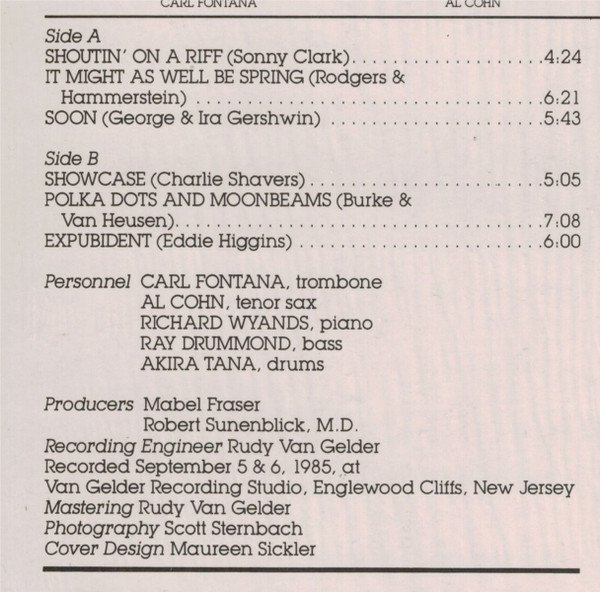 CARL FONTANA AL COHN
Side A
SHOUTIN' ON A RIFF (Sonny Clark). . . . . . . . . . . . . . . . . . . .4:24
IT MIGHT AS WELL BE SPRING (Rodgers &
Hammerstein) . . . . . . . . . . . . . . . . . . . . . . . . . . . . . . . . . . . .6:21
SOON (George & Ira Gershwin) . . . . . . . . . . . . . . . . . . . . . .5:43
Side B
SHOWCASE (Charlie Shavers) . . . . . . . . . . . . . . . . . . . . . . . .5:05
POLKA DOTS AND MOONBEAMS (Burke &
Van Heusen). . . . . . . . . . . . . . . . . . . . . . . . . . . . . . . . . . . . .7:08
EXPUBIDENT (Eddie Higgins) . . . . . . . . . . . . . . . . . . . . . . . . .6:00
Personnel CARL FONTANA, trombone
AL COHN, tenor sax
RICHARD WYANDS, piano
RAY DRUMMOND, bass
AKIRA TANA, drums
Producers Mabel Fraser
Robert Sunenblick, M.D.
Recording Engineer Rudy Van Gelder
Recorded September 5 & 6, 1985, at
Van Gelder Recording Studio, Englewood Cliffs, New Jersey
Mastering Rudy Van Gelder
Photography Scott Sternbach
Cover Design Maureen Sickler